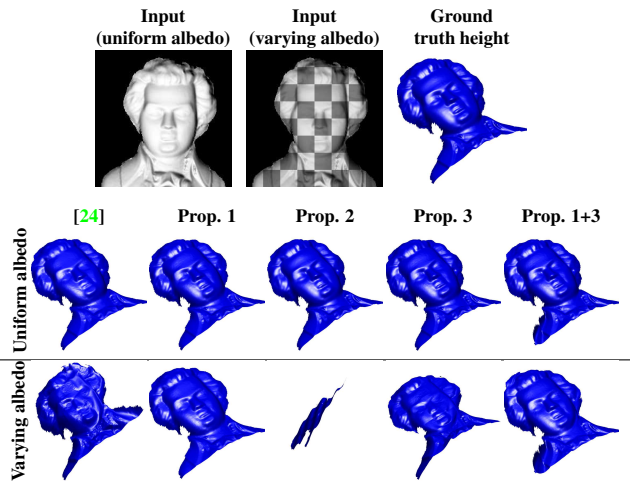 Input
(uniform albedo)
Input
(varying albedo)
Ground
truth height
[24]
Prop. 1
Prop. 2
Prop. 3
Prop. 1+3
Uniform albedo
Varying albedo